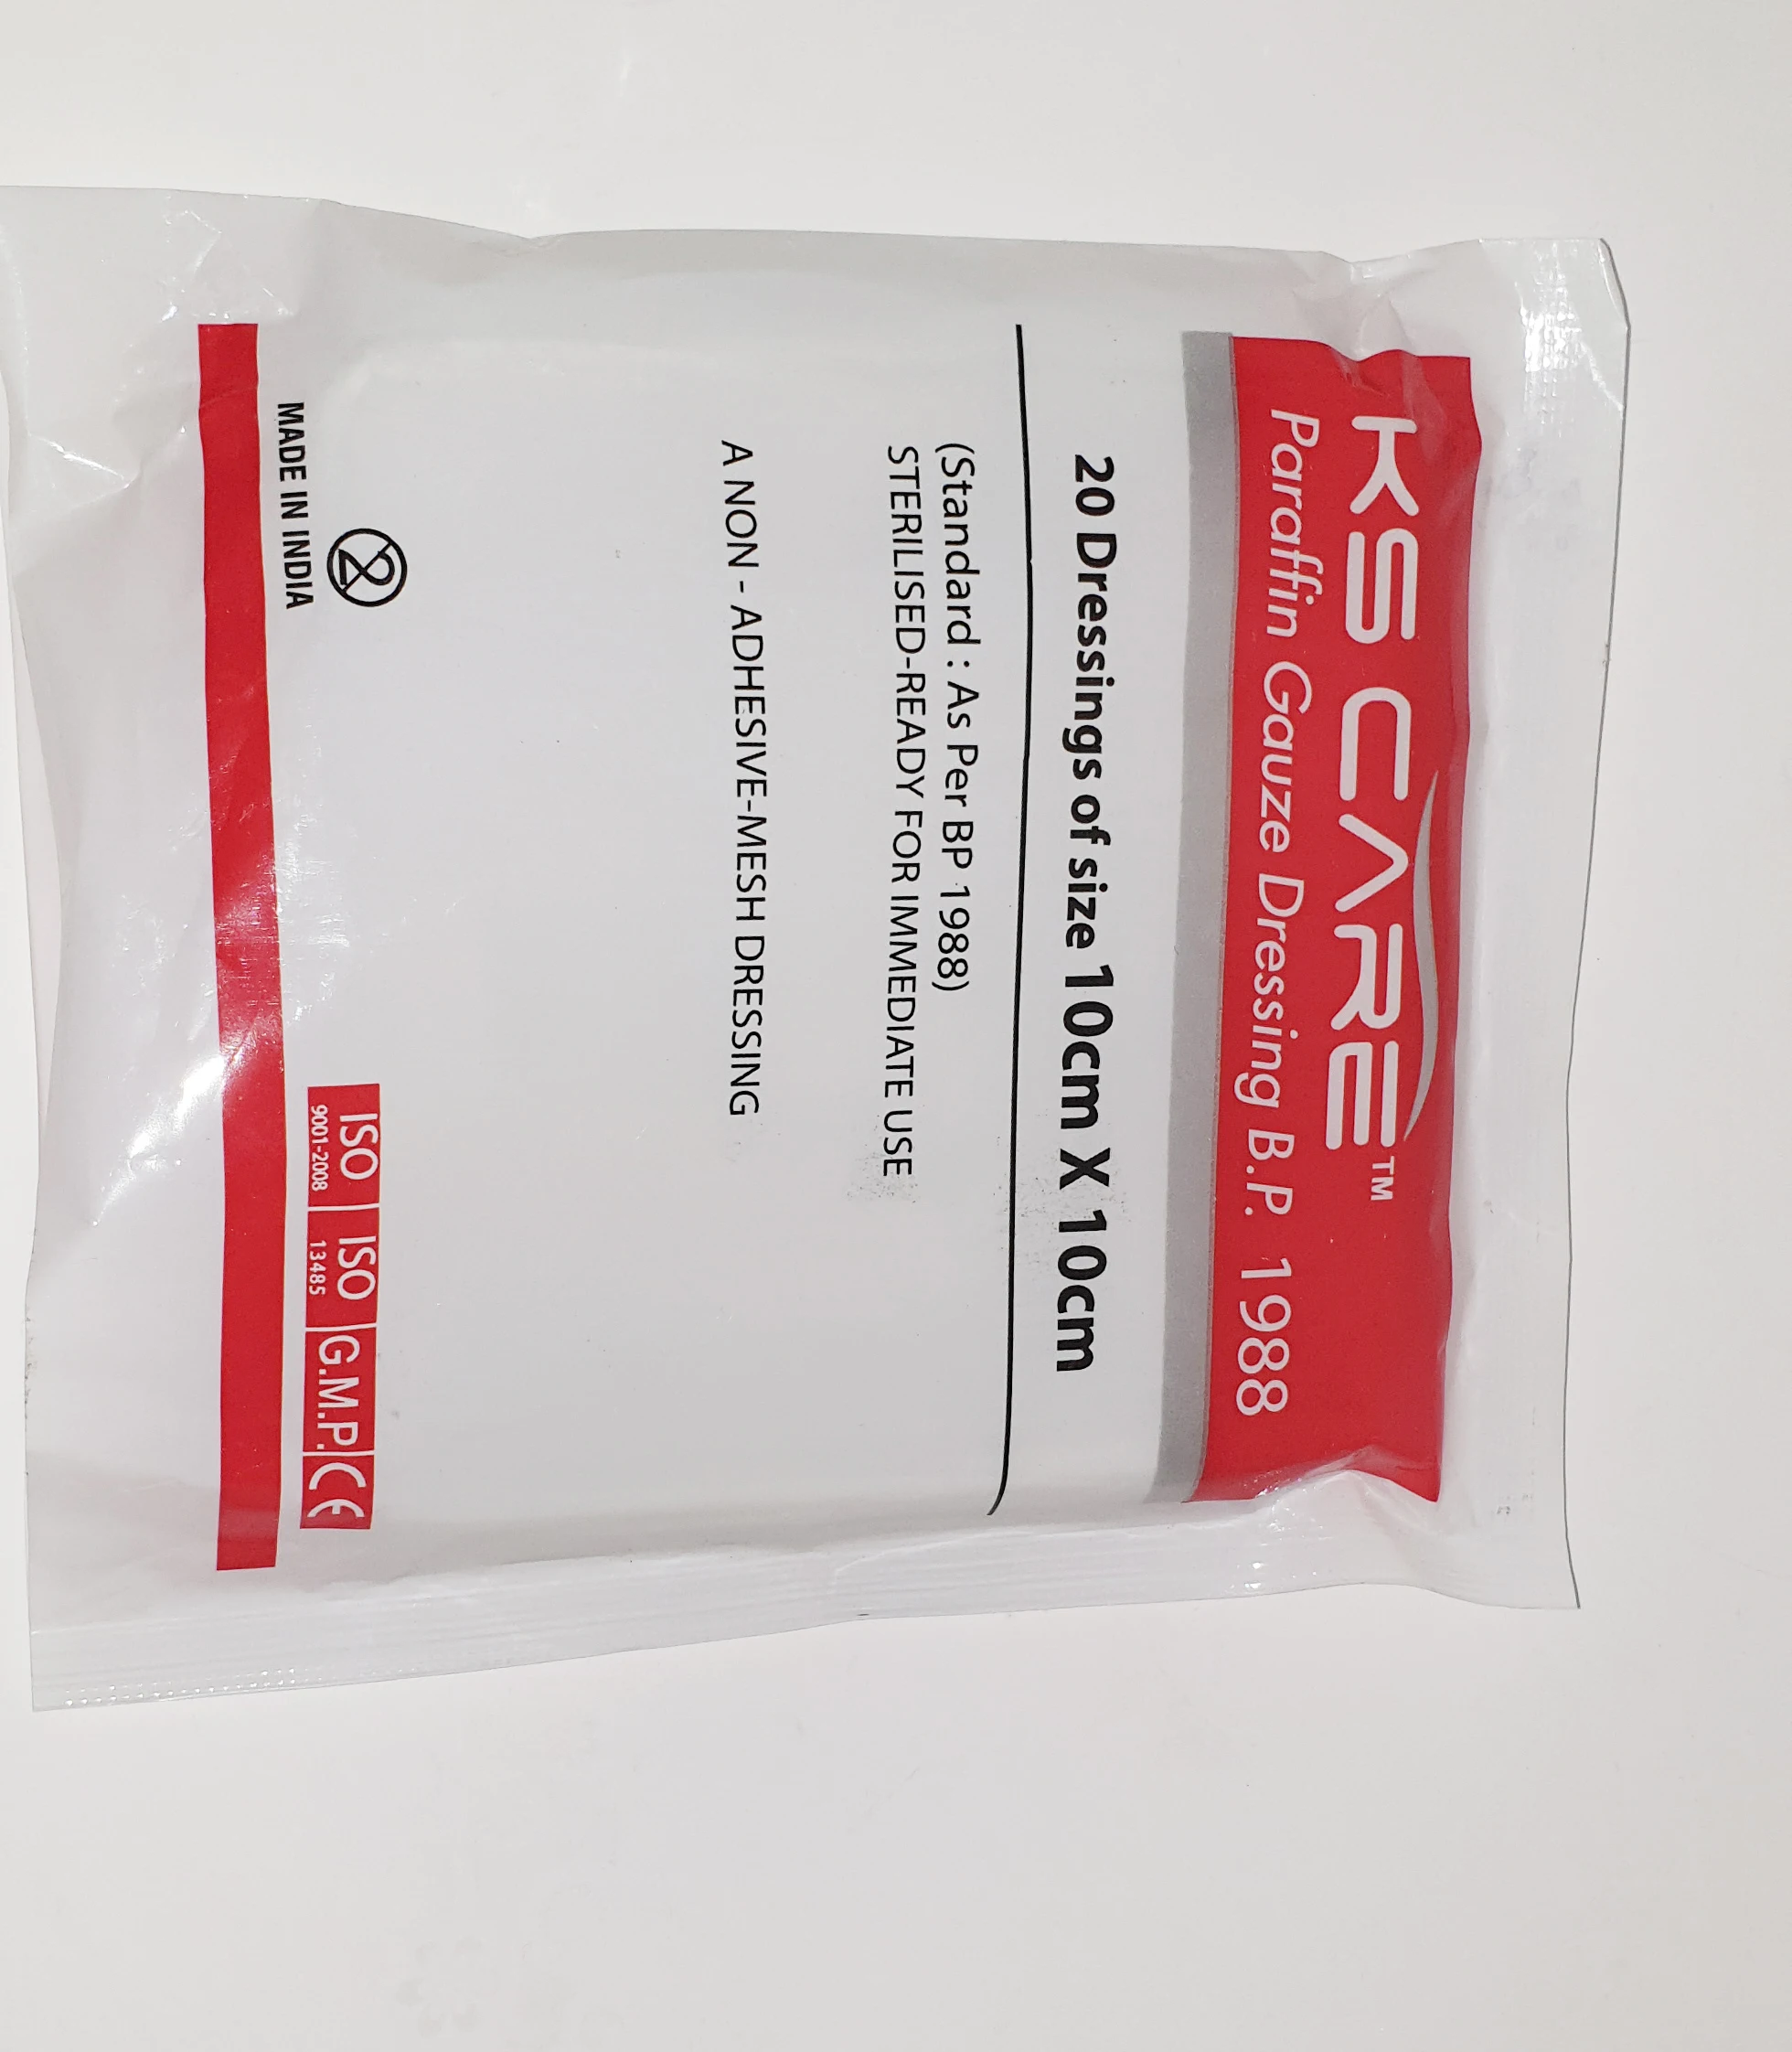 KS CARE™
Paraffin Gauze Dressing B.P. 1988
20 Dressings of size 10cm X 10cm
(Standard : As Per BP 1988)
STERILISED-READY FOR IMMEDIATE USE
A NON - ADHESIVE-MESH DRESSING
2
MADE IN INDIA
ISO
9001-2008
ISO
13485
G.M.P.
CE